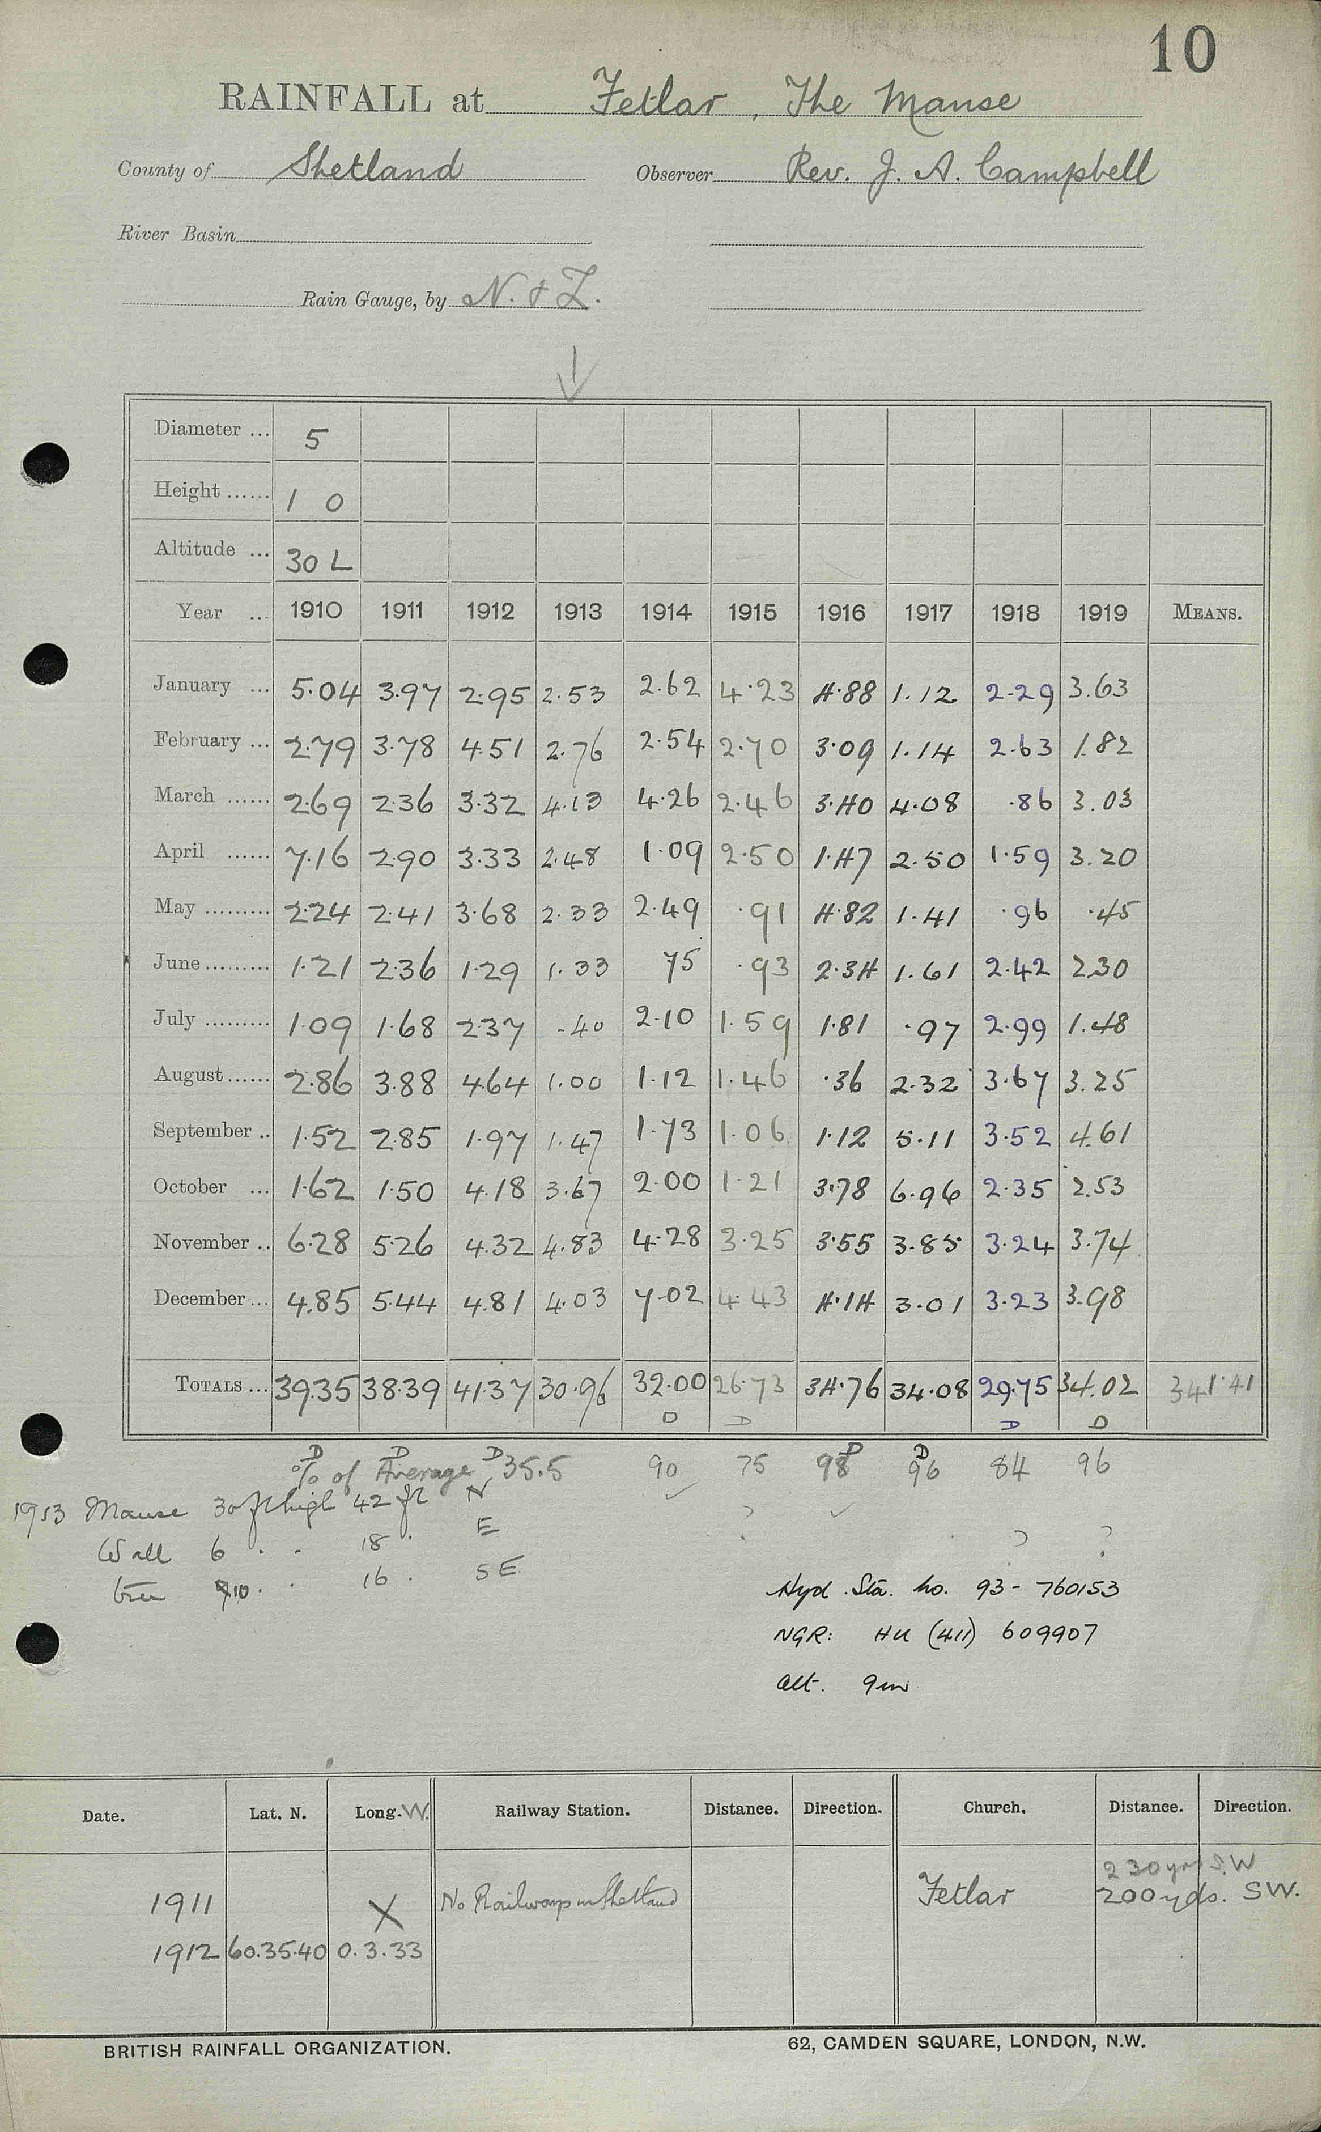 10
RAINFALL at Fetlar, The Manse
County of Shetland Observer Rev. J. A. Campbell
River Basin
Rain Gauge, by N. & Z.
Diameter ... 5
Height ...... 1 0
Altitude ... 30 L
Year ... 1910 1911 1912 1913 1914 1915 1916 1917 1918 1919 MEANS.
January ... 5.04 3.97 2.95 2.53 2.62 4.23 4.88 1.12 2.29 3.63
February ... 2.79 3.78 4.51 2.76 2.54 2.70 3.09 1.14 2.63 1.82
March ...... 2.69 2.36 3.32 4.13 4.26 2.46 3.40 4.08 .86 3.03
April ...... 7.16 2.90 3.33 2.48 1.09 2.50 1.47 2.50 1.59 3.20
May ......... 2.24 2.41 3.68 2.33 2.49 .91 4.82 1.41 .96 .45
June ......... 1.21 2.36 1.29 1.33 .75 .93 2.34 1.61 2.42 2.30
July ......... 1.09 1.68 2.37 .40 2.10 1.59 1.81 .97 2.99 1.48
August ...... 2.86 3.88 4.64 1.00 1.12 1.46 .36 2.32 3.67 3.25
September .. 1.52 2.85 1.97 1.47 1.73 1.06 1.12 5.11 3.52 4.61
October ... 1.62 1.50 4.18 3.67 2.00 1.21 3.78 6.96 2.35 2.53
November .. 6.28 5.26 4.32 4.83 4.28 3.25 3.55 3.85 3.24 3.74
December ... 4.85 5.44 4.81 4.03 7.02 4.43 4.14 3.01 3.23 3.98
TOTALS ... 39.35 38.39 41.37 30.96 32.00 26.73 34.76 34.08 29.75 34.02 341.41
D D D D
D D D D D
% of Average 35.5 90 75 98 96 84 96
1913 Manse 30 ft high 42 ft N
Wall 6 . . 18 . E
? ? ?
tree 10 . . 16 . SE
Hyd. Sta. no. 93 - 760153
NGR: HU (411) 609907
Alt. 9m
Date. Lat. N. Long. W. Railway Station. Distance. Direction. Church. Distance. Direction.
230 yds S.W
1911 X No Railways in Shetland Fetlar 200 yds. SW.
1912 60.35.40 0.3.33
BRITISH RAINFALL ORGANIZATION. 62, CAMDEN SQUARE, LONDON, N.W.